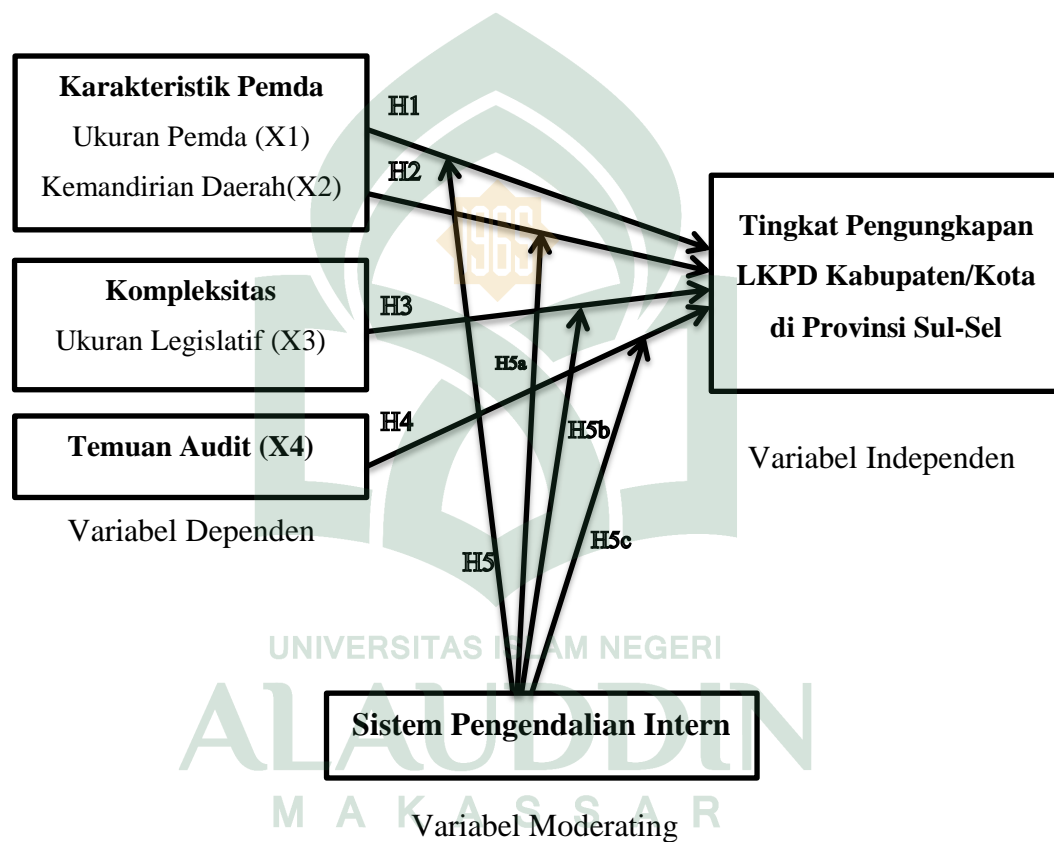 Karakteristik Pemda
Ukuran Pemda (X1)
Kemandirian Daerah(X2)
H1
H2
1969
Tingkat Pengungkapan
LKPD Kabupaten/Kota
di Provinsi Sul-Sel
Kompleksitas
Ukuran Legislatif (X3)
H3
H5a
Temuan Audit (X4)
H4
H5b
Variabel Independen
Variabel Dependen
H5
H5c
UNIVERSITAS ISLAM NEGERI
ALAUDDIN
Sistem Pengendalian Intern
MAKASSAR
Variabel Moderating